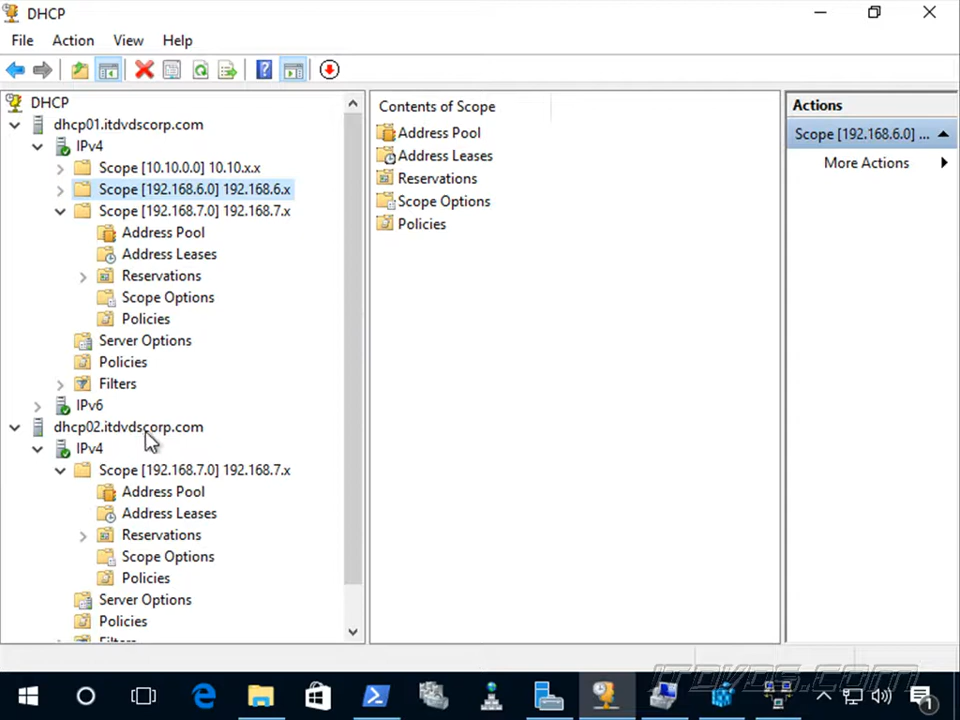 DHCP
File Action View Help
DHCP
dhcp01.itdvdscorp.com
IPv4
Scope [10.10.0.0] 10.10.x.x
Scope [192.168.6.0] 192.168.6.x
Scope [192.168.7.0] 192.168.7.x
Address Pool
Address Leases
Reservations
Scope Options
Policies
Server Options
Policies
Filters
IPv6
dhcp02.itdvdscorp.com
IPv4
Scope [192.168.7.0] 192.168.7.x
Address Pool
Address Leases
Reservations
Scope Options
Policies
Server Options
Policies
Filters
Contents of Scope
Address Pool
Address Leases
Reservations
Scope Options
Policies
Actions
Scope [192.168.6.0] ...
More Actions
ITDVDS.COM
1